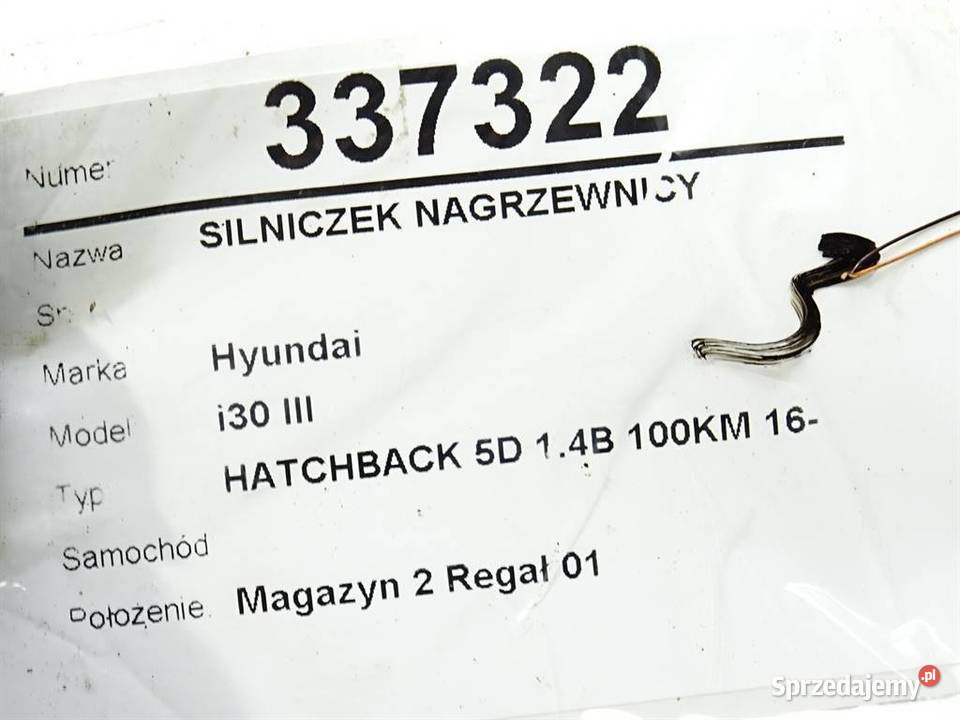 Numer 337322
Nazwa SILNICZEK NAGRZEWNICY
Marka Hyundai
Model i30 III
Typ HATCHBACK 5D 1.4B 100KM 16-
Samochód
Położenie Magazyn 2 Regał 01
Sprzedajemy.pl